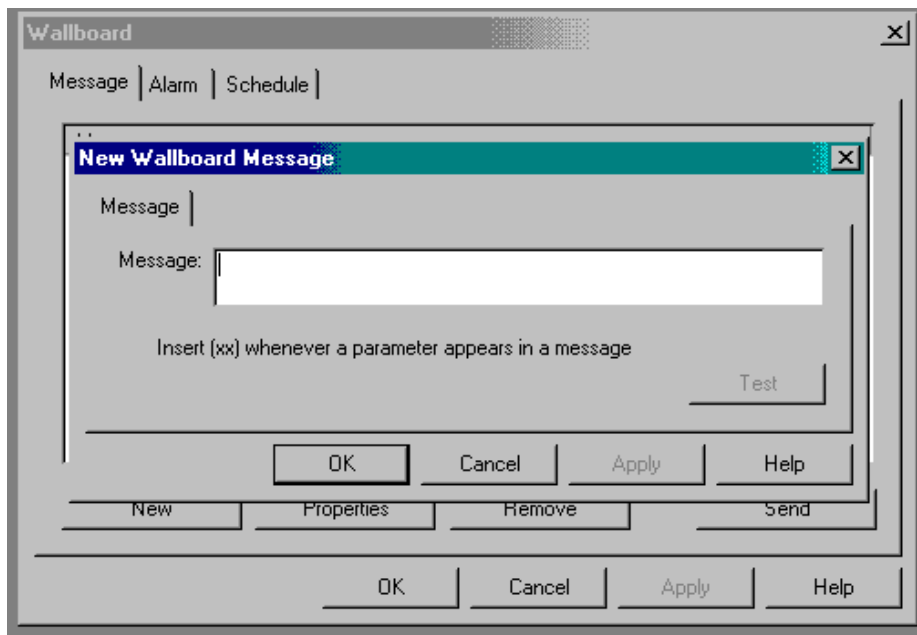 Wallboard
Message Alarm Schedule
New Wallboard Message
Message
Message:
Insert (xx) whenever a parameter appears in a message
Test
OK Cancel Apply Help
New Properties Remove Send
OK Cancel Apply Help